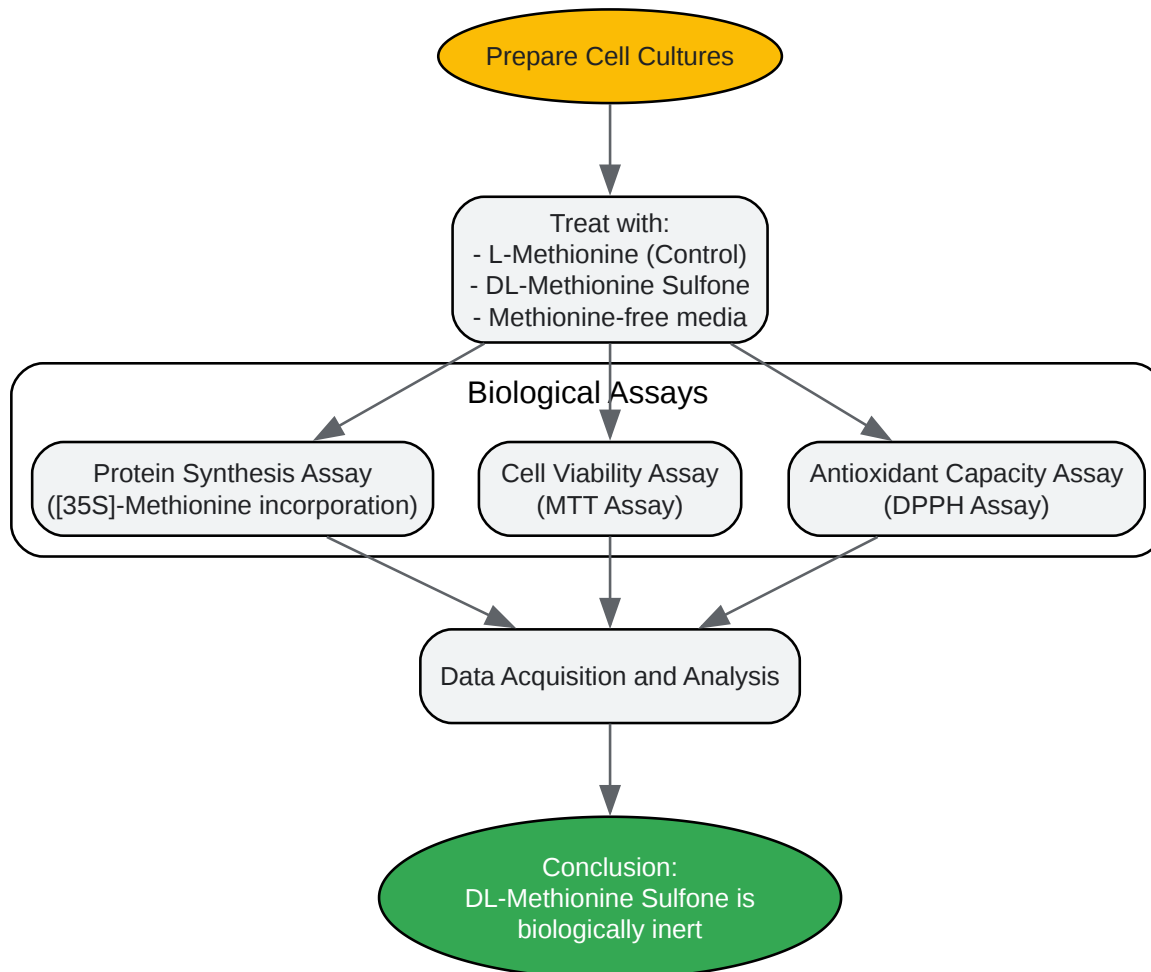 Prepare Cell Cultures
Treat with:
- L-Methionine (Control)
- DL-Methionine Sulfone
- Methionine-free media
Biological Assays
Protein Synthesis Assay
([35S]-Methionine incorporation)
Cell Viability Assay
(MTT Assay)
Antioxidant Capacity Assay
(DPPH Assay)
Data Acquisition and Analysis
Conclusion:
DL-Methionine Sulfone is
biologically inert